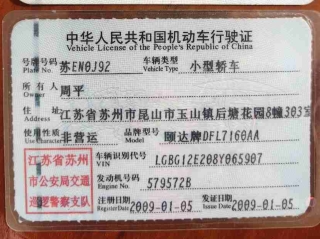 中华人民共和国机动车行驶证
Vehicle License of the People's Republic of China
号牌号码 苏EN0J92 车辆类型 小型轿车
Plate No. Vehicle Type
所有人 周平
Owner
住址 江苏省苏州市昆山市玉山镇后塘花园8幢303室
Address
使用性质 非营运 品牌型号 颐达牌DFL7160AA
Use Character Model
江苏省苏州
市公安局交通
巡逻警察支队
车辆识别代号 LGBG12E208Y065907
VIN
发动机号码 579572B
Engine No.
注册日期 2009-01-05 发证日期 2009-01-05
Register Date Issue Date